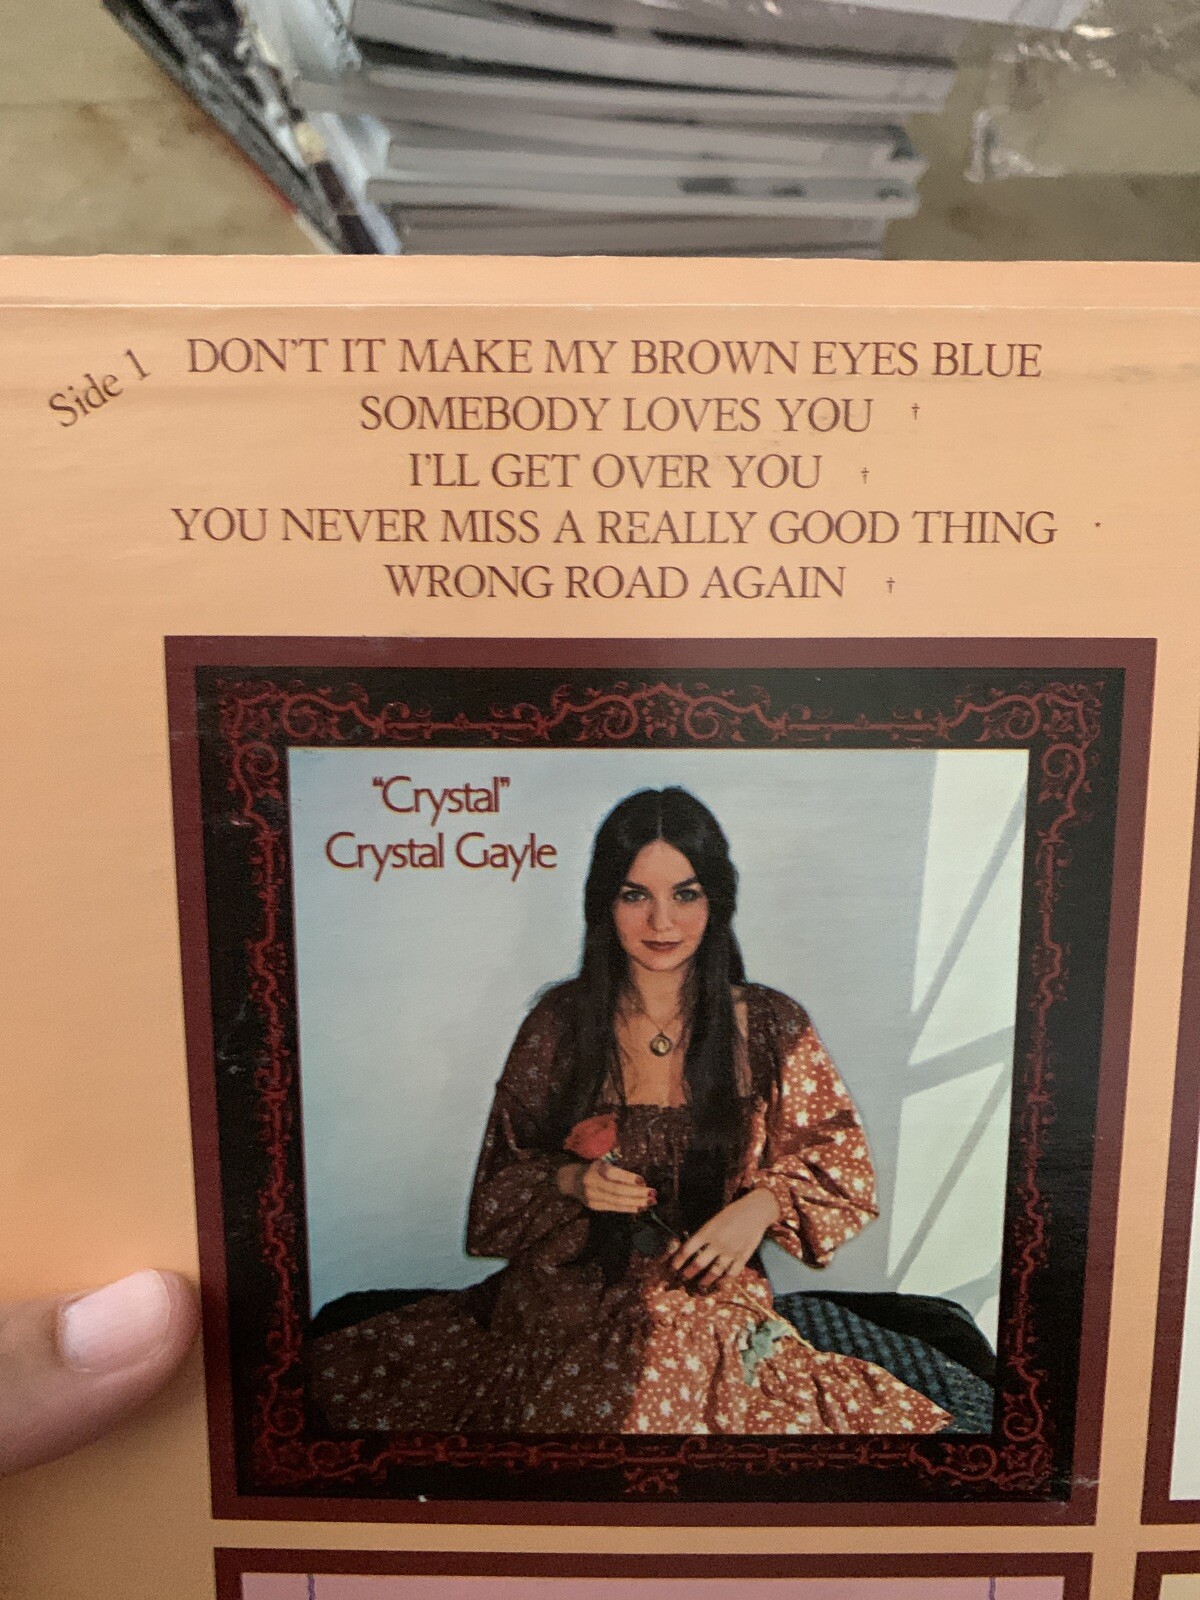 Side 1
DON'T IT MAKE MY BROWN EYES BLUE
SOMEBODY LOVES YOU †
I'LL GET OVER YOU †
YOU NEVER MISS A REALLY GOOD THING
WRONG ROAD AGAIN †
"Crystal"
Crystal Gayle